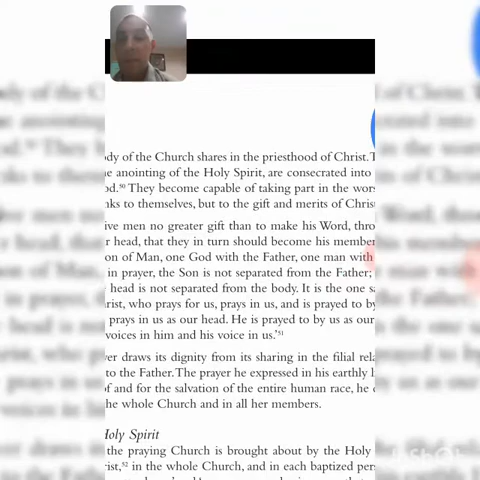 ody of the Church shares in the priesthood of Christ. T
e anointing of the Holy Spirit, are consecrated into
od.⁵⁰ They become capable of taking part in the wors
nks to themselves, but to the gift and merits of Chris
ive men no greater gift than to make his Word, thro
r head, that they in turn should become his member
on of Man, one God with the Father, one man with
in prayer, the Son is not separated from the Father;
head is not separated from the body. It is the one sa
rist, who prays for us, prays in us, and is prayed to by
prays in us as our head. He is prayed to by us as our
voices in him and his voice in us.'⁵¹
er draws its dignity from its sharing in the filial rela
to the Father. The prayer he expressed in his earthly l
f and for the salvation of the entire human race, he c
he whole Church and in all her members.
Holy Spirit
the praying Church is brought about by the Holy
rist,⁵² in the whole Church, and in each baptized pers